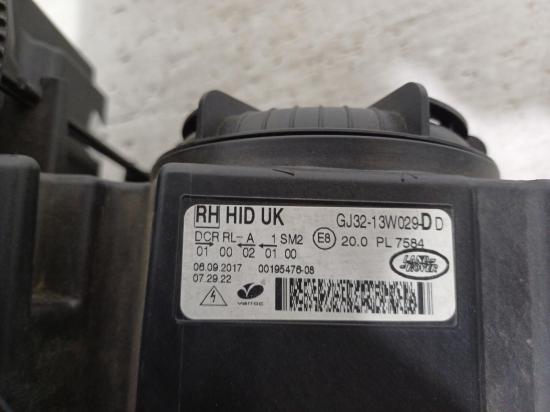 RH HID UK GJ32-13W029-D D
DCR RL-A 1 SM2 E8 20.0 PL 7584
01 00 02 01 00
06.09.2017 00195476-08 LAND ROVER
07.29.22
varroc